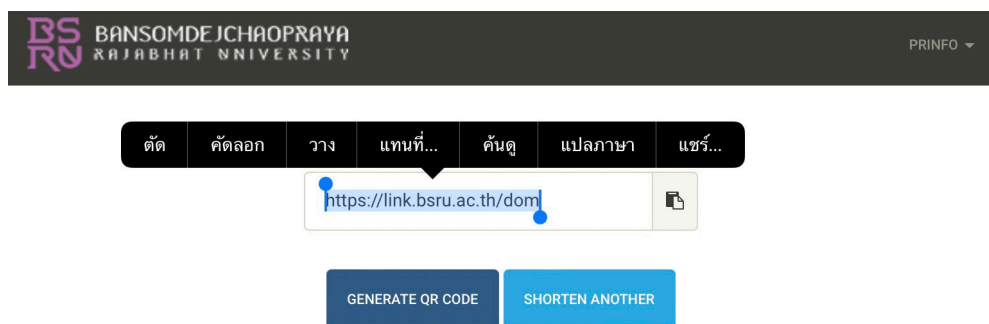 BSRU BANSOMDEJCHAOPRAYA
RAJABHAT UNIVERSITY
PRINFO
ตัด คัดลอก วาง แทนที่... ค้นดู แปลภาษา แชร์...
https://link.bsru.ac.th/dom
GENERATE QR CODE SHORTEN ANOTHER